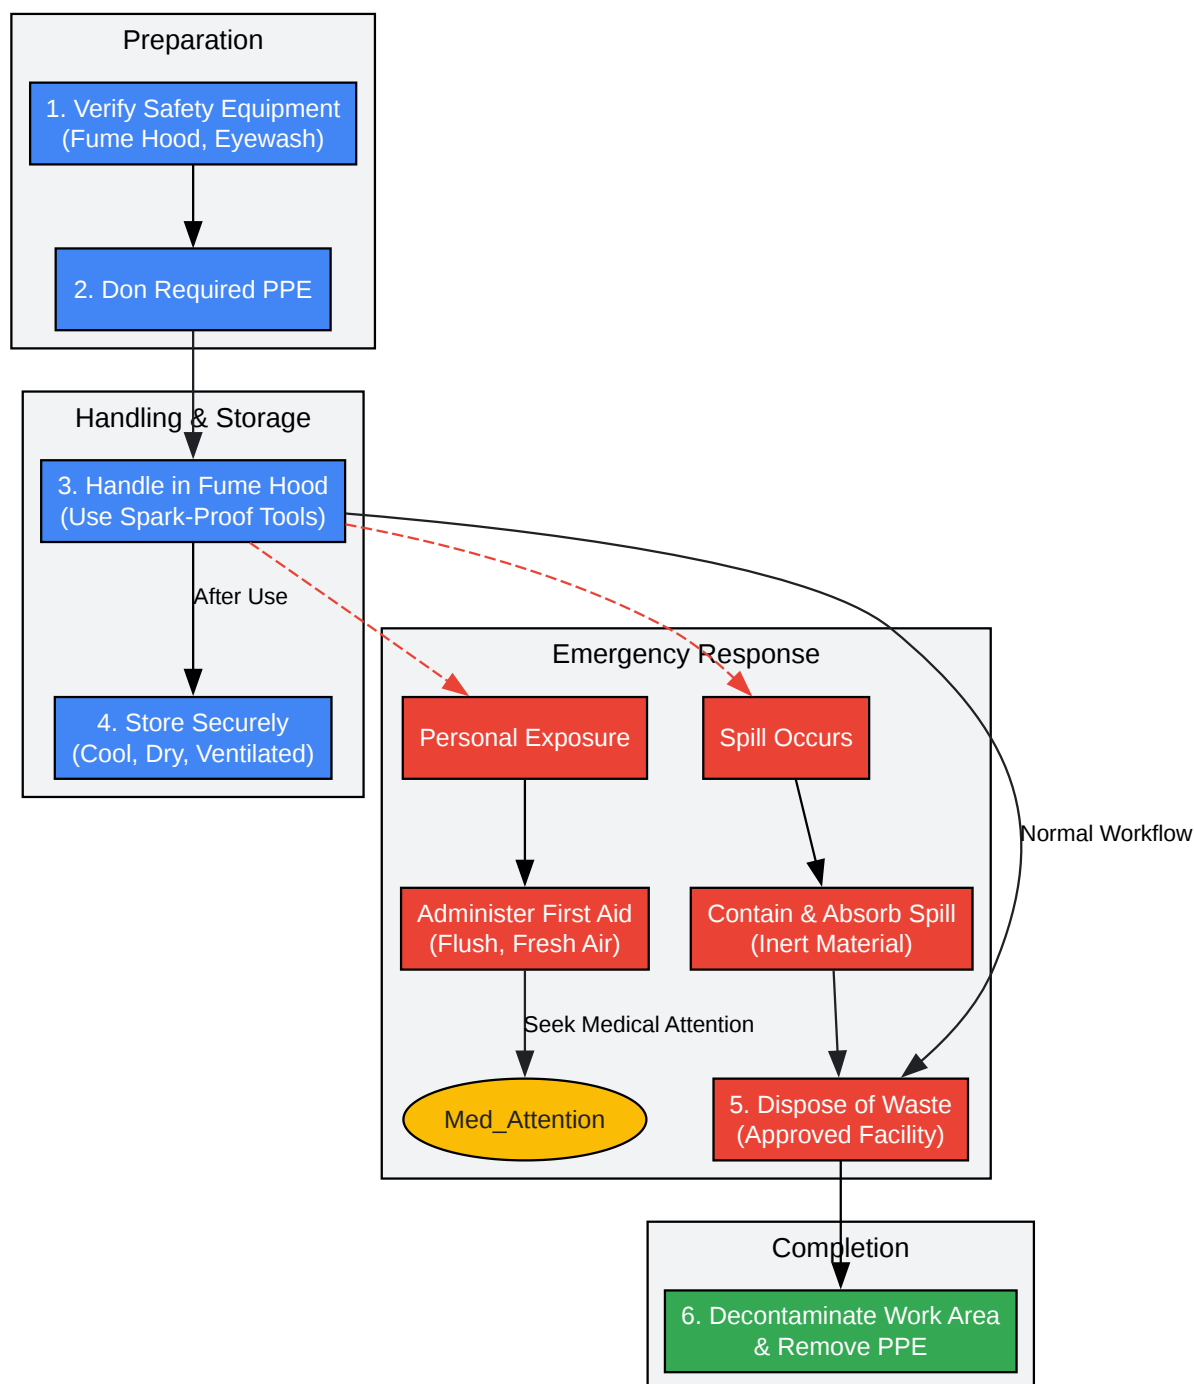 Preparation
1. Verify Safety Equipment
(Fume Hood, Eyewash)
2. Don Required PPE
Handling & Storage
3. Handle in Fume Hood
(Use Spark-Proof Tools)
After Use
4. Store Securely
(Cool, Dry, Ventilated)
Emergency Response
Personal Exposure
Spill Occurs
Normal Workflow
Administer First Aid
(Flush, Fresh Air)
Contain & Absorb Spill
(Inert Material)
Seek Medical Attention
Med_Attention
5. Dispose of Waste
(Approved Facility)
Completion
6. Decontaminate Work Area
& Remove PPE